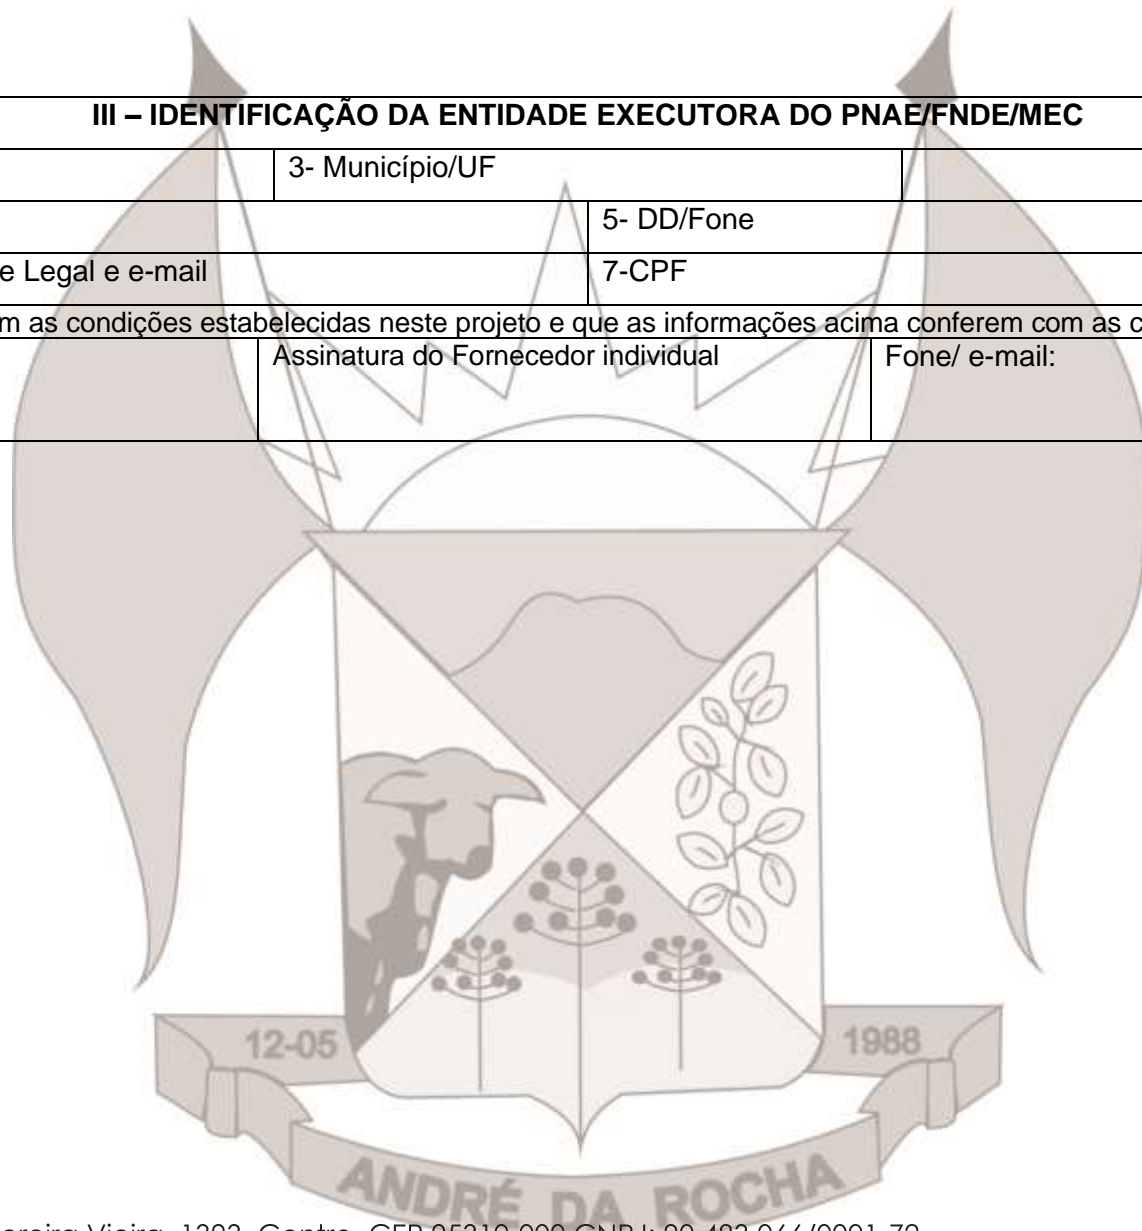 III – IDENTIFICAÇÃO DA ENTIDADE EXECUTORA DO PNAE/FNDE/MEC
3- Município/UF
5- DD/Fone
e Legal e e-mail
7-CPF
m as condições estabelecidas neste projeto e que as informações acima conferem com as c
Assinatura do Fornecedor individual
Fone/ e-mail:
12-05
1988
ANDRÉ DA ROCHA